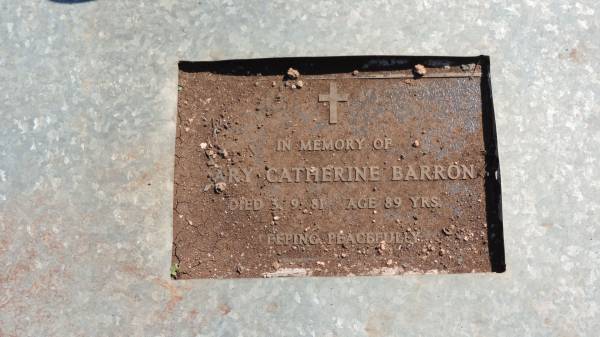 IN MEMORY OF
ARY CATHERINE BARRON
DIED 3. 9. 81 AGE 89 YRS.
EEPING PEACEFULLY